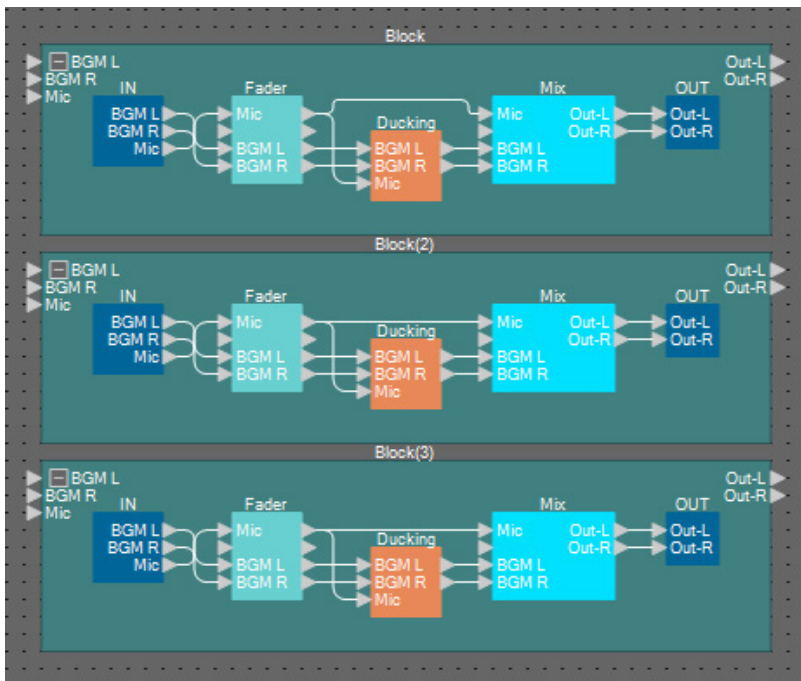 Block
BGM L Out-L
BGM R Out-R
Mic IN Fader Mix OUT
BGM L Mic Ducking Mic Out-L Out-L
BGM R Out-R Out-R
Mic BGM L BGM L BGM L
BGM R BGM R BGM R
Mic
Block(2)
BGM L Out-L
BGM R Out-R
Mic IN Fader Mix OUT
BGM L Mic Ducking Mic Out-L Out-L
BGM R Out-R Out-R
Mic BGM L BGM L BGM L
BGM R BGM R BGM R
Mic
Block(3)
BGM L Out-L
BGM R Out-R
Mic IN Fader Mix OUT
BGM L Mic Ducking Mic Out-L Out-L
BGM R Out-R Out-R
Mic BGM L BGM L BGM L
BGM R BGM R BGM R
Mic